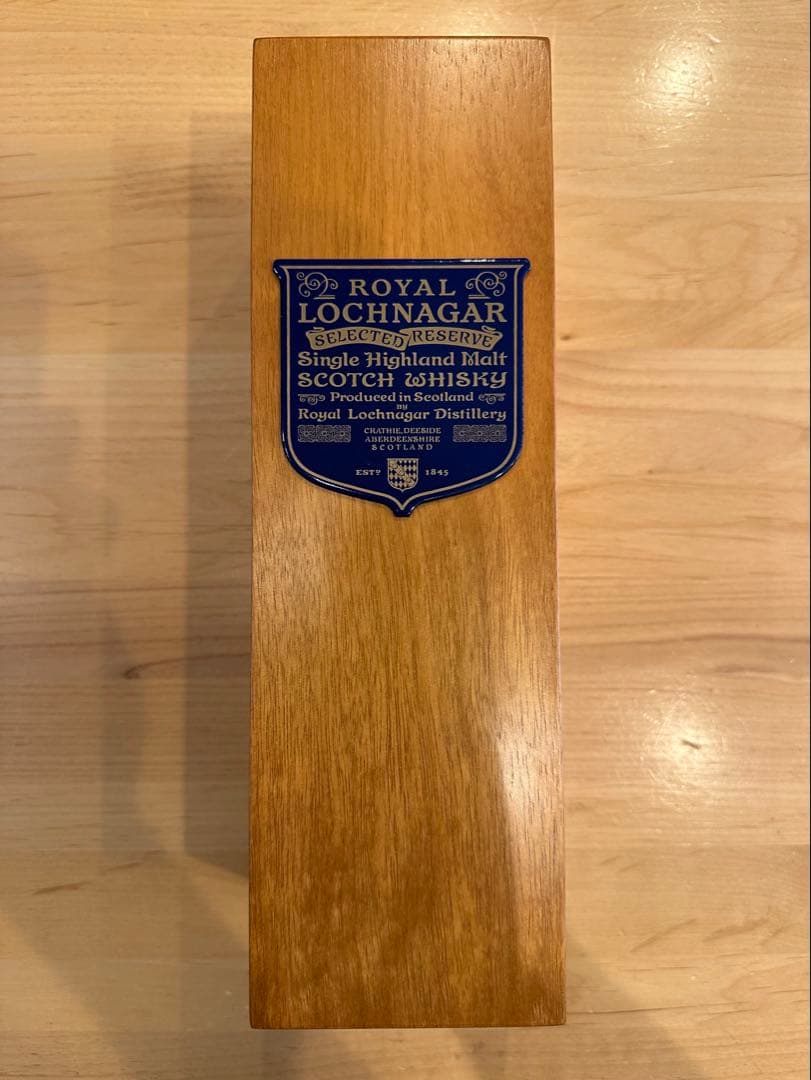 ROYAL
LOCHNAGAR
SELECTED RESERVE
Single Highland Malt
SCOTCH WHISKY
Produced in Scotland
BY
Royal Lochnagar Distillery
CRATHIE, DEESIDE
ABERDEENSHIRE
SCOTLAND
ESTD 1845